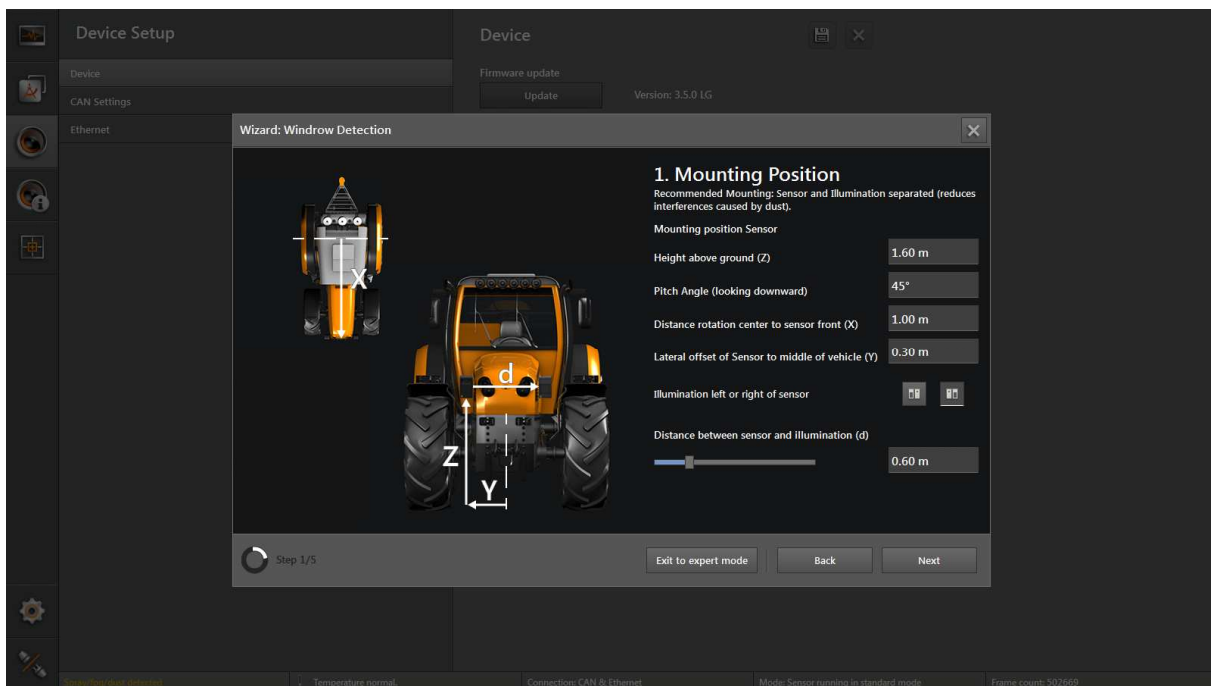 Device Setup
Device
Device
Firmware update
Update
Version: 3.5.0 LG
CAN Settings
Ethernet
Wizard: Windrow Detection
1. Mounting Position
Recommended Mounting: Sensor and Illumination separated (reduces
interferences caused by dust).
Mounting position Sensor
Height above ground (Z)
1.60 m
Pitch Angle (looking downward)
45°
Distance rotation center to sensor front (X)
1.00 m
Lateral offset of Sensor to middle of vehicle (Y)
0.30 m
Illumination left or right of sensor
Distance between sensor and illumination (d)
0.60 m
X
d
Z
Y
Step 1/5
Exit to expert mode
Back
Next
Spray/fog/dust detected
Temperature normal.
Connection: CAN & Ethernet
Mode: Sensor running in standard mode
Frame count: 502669